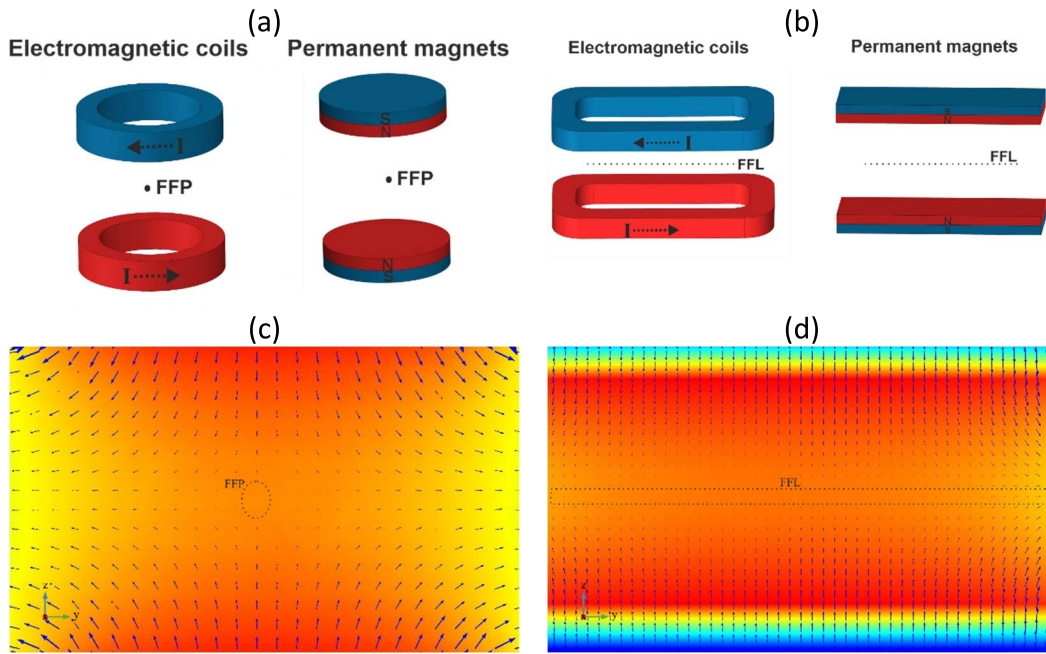 (a)
Electromagnetic coils
Permanent magnets
I
S
N
FFP
FFP
I
N
S
(b)
Electromagnetic coils
Permanent magnets
I
S
N
FFL
FFL
I
N
S
(c)
FFP
z
y
(d)
FFL
z
y